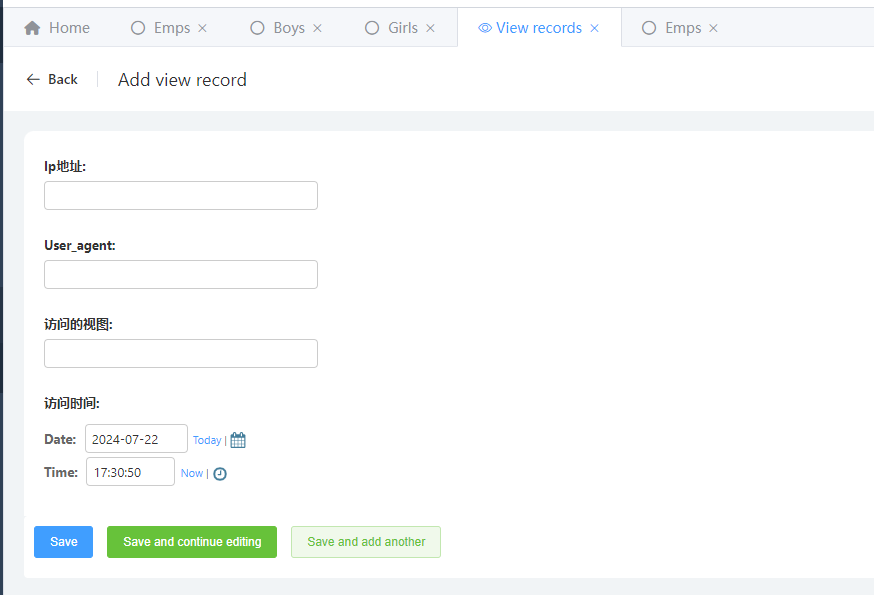 Home Emps Boys Girls View records Emps
Back Add view record
Ip地址:
User_agent:
访问的视图:
访问时间:
Date: 2024-07-22 Today |
Time: 17:30:50 Now |
Save Save and continue editing Save and add another